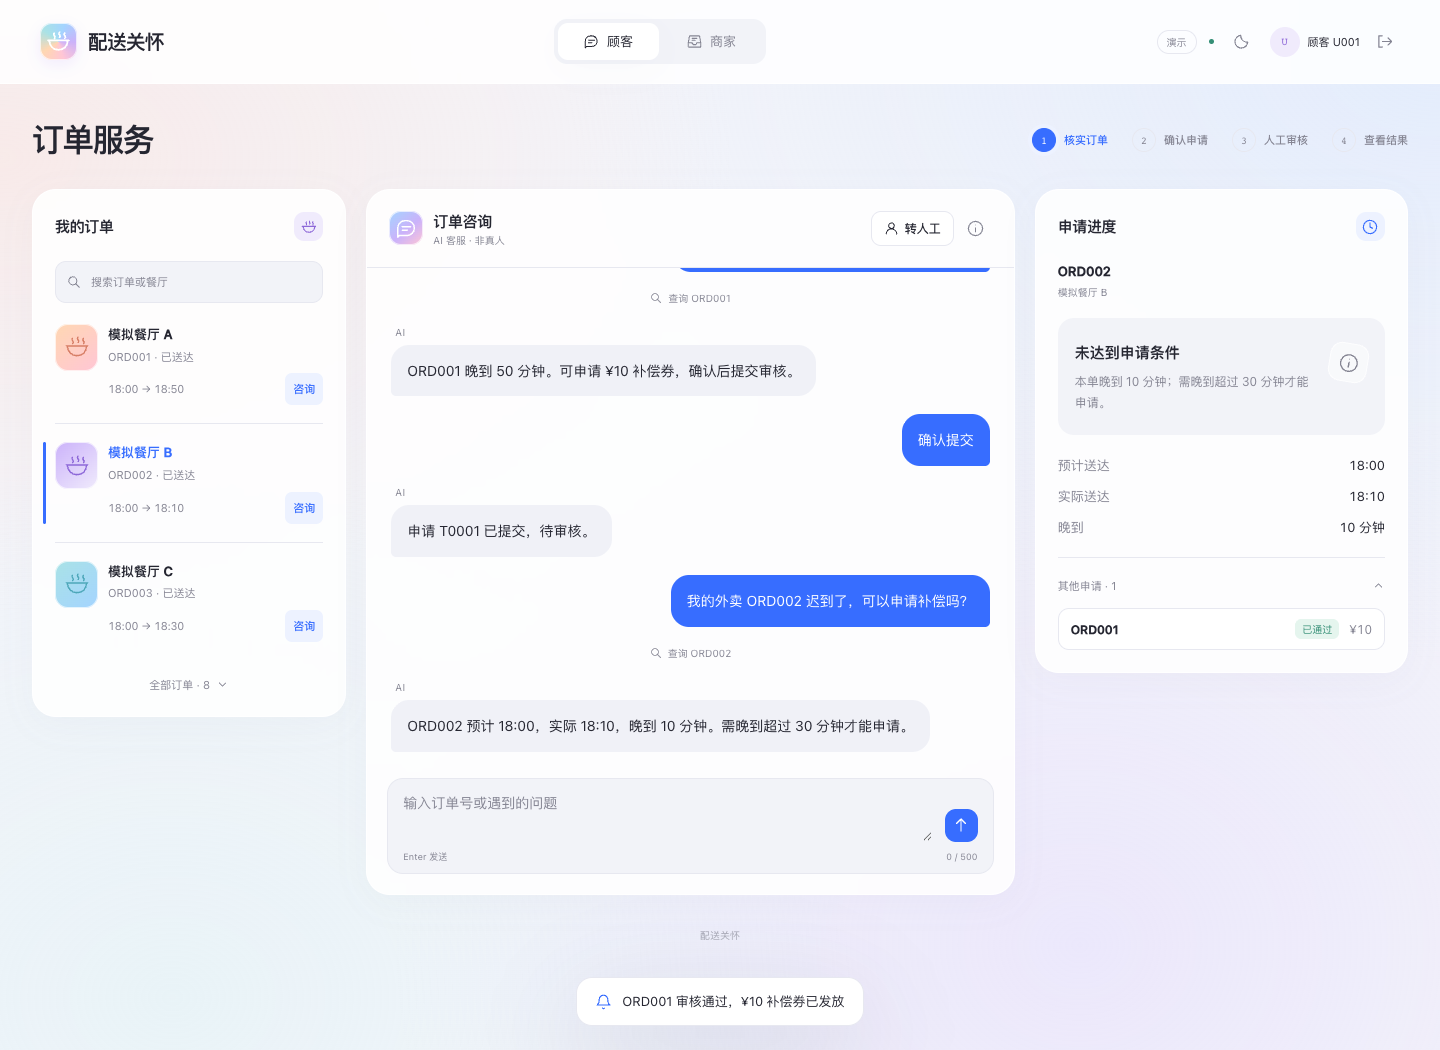 配送关怀
顾客
商家
演示
U
顾客 U001
订单服务
1 核实订单
2 确认申请
3 人工审核
4 查看结果
我的订单
搜索订单或餐厅
模拟餐厅 A
ORD001 · 已送达
18:00 → 18:50
咨询
模拟餐厅 B
ORD002 · 已送达
18:00 → 18:10
咨询
模拟餐厅 C
ORD003 · 已送达
18:00 → 18:30
咨询
全部订单 · 8
订单咨询
AI 客服 · 非真人
转人工
查询 ORD001
AI
ORD001 晚到 50 分钟。可申请 ¥10 补偿券，确认后提交审核。
确认提交
AI
申请 T0001 已提交，待审核。
我的外卖 ORD002 迟到了，可以申请补偿吗？
查询 ORD002
AI
ORD002 预计 18:00，实际 18:10，晚到 10 分钟。需晚到超过 30 分钟才能申请。
输入订单号或遇到的问题
Enter 发送
0 / 500
申请进度
ORD002
模拟餐厅 B
未达到申请条件
本单晚到 10 分钟；需晚到超过 30 分钟才能
申请。
预计送达 18:00
实际送达 18:10
晚到 10 分钟
其他申请 · 1
ORD001 已通过 ¥10
配送关怀
ORD001 审核通过，¥10 补偿券已发放